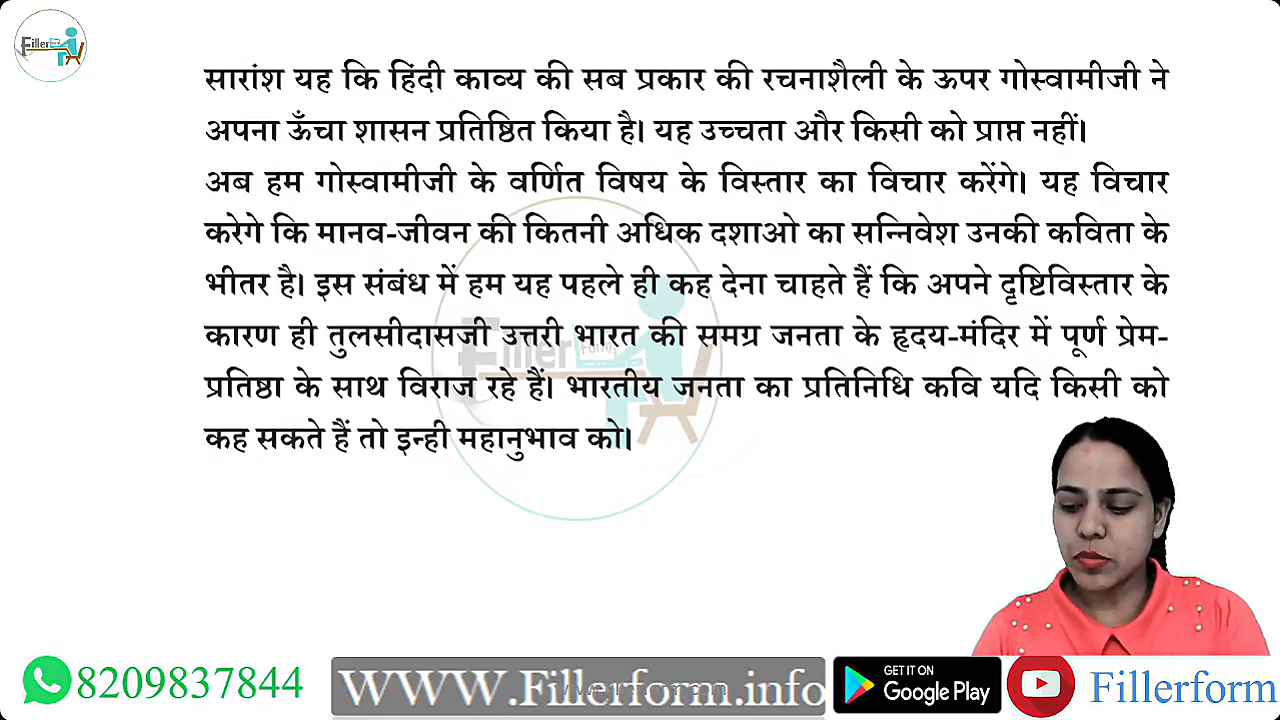 Fillerform
सारांश यह कि हिंदी काव्य की सब प्रकार की रचनाशैली के ऊपर गोस्वामीजी ने
अपना ऊँचा शासन प्रतिष्ठित किया है। यह उच्चता और किसी को प्राप्त नहीं।
अब हम गोस्वामीजी के वर्णित विषय के विस्तार का विचार करेंगे। यह विचार
करेगे कि मानव-जीवन की कितनी अधिक दशाओ का सन्निवेश उनकी कविता के
भीतर है। इस संबंध में हम यह पहले ही कह देना चाहते हैं कि अपने दृष्टिविस्तार के
कारण ही तुलसीदासजी उत्तरी भारत की समग्र जनता के हृदय-मंदिर में पूर्ण प्रेम-
प्रतिष्ठा के साथ विराज रहे हैं। भारतीय जनता का प्रतिनिधि कवि यदि किसी को
कह सकते हैं तो इन्ही महानुभाव को।
Filler form
8209837844
WWW.Fillerform.info
GET IT ON
Google Play
Fillerform